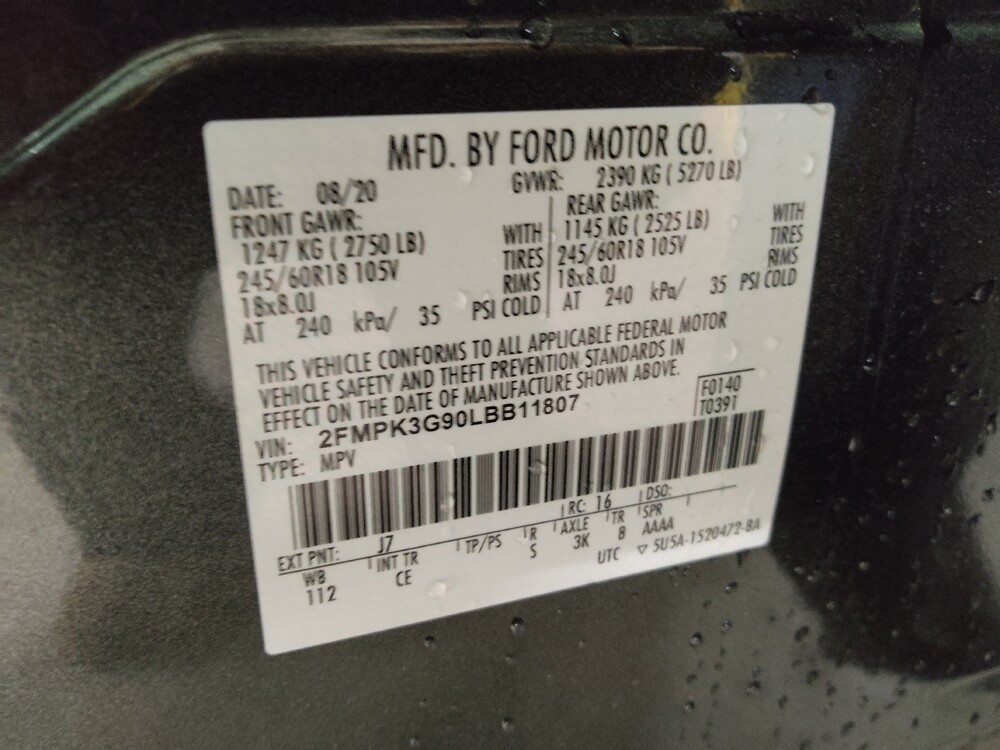 MFD. BY FORD MOTOR CO.
DATE: 08/20 GVWR: 2390 KG ( 5270 LB)
FRONT GAWR: REAR GAWR:
1247 KG ( 2750 LB) WITH 1145 KG ( 2525 LB) WITH
245/60R18 105V TIRES 245/60R18 105V TIRES
18x8.0J RIMS 18x8.0J RIMS
AT 240 kPa/ 35 PSI COLD AT 240 kPa/ 35 PSI COLD
THIS VEHICLE CONFORMS TO ALL APPLICABLE FEDERAL MOTOR
VEHICLE SAFETY AND THEFT PREVENTION STANDARDS IN
EFFECT ON THE DATE OF MANUFACTURE SHOWN ABOVE.
VIN: 2FMPK3G90LBB11807 F0140
TYPE: MPV T0391
EXT PNT: J7 RC: 16 DSO:
WB INT TR TP/PS R AXLE TR SPR
112 CE S 3K 8 AAAA
UTC ▽ 5U5A-1520472-BA